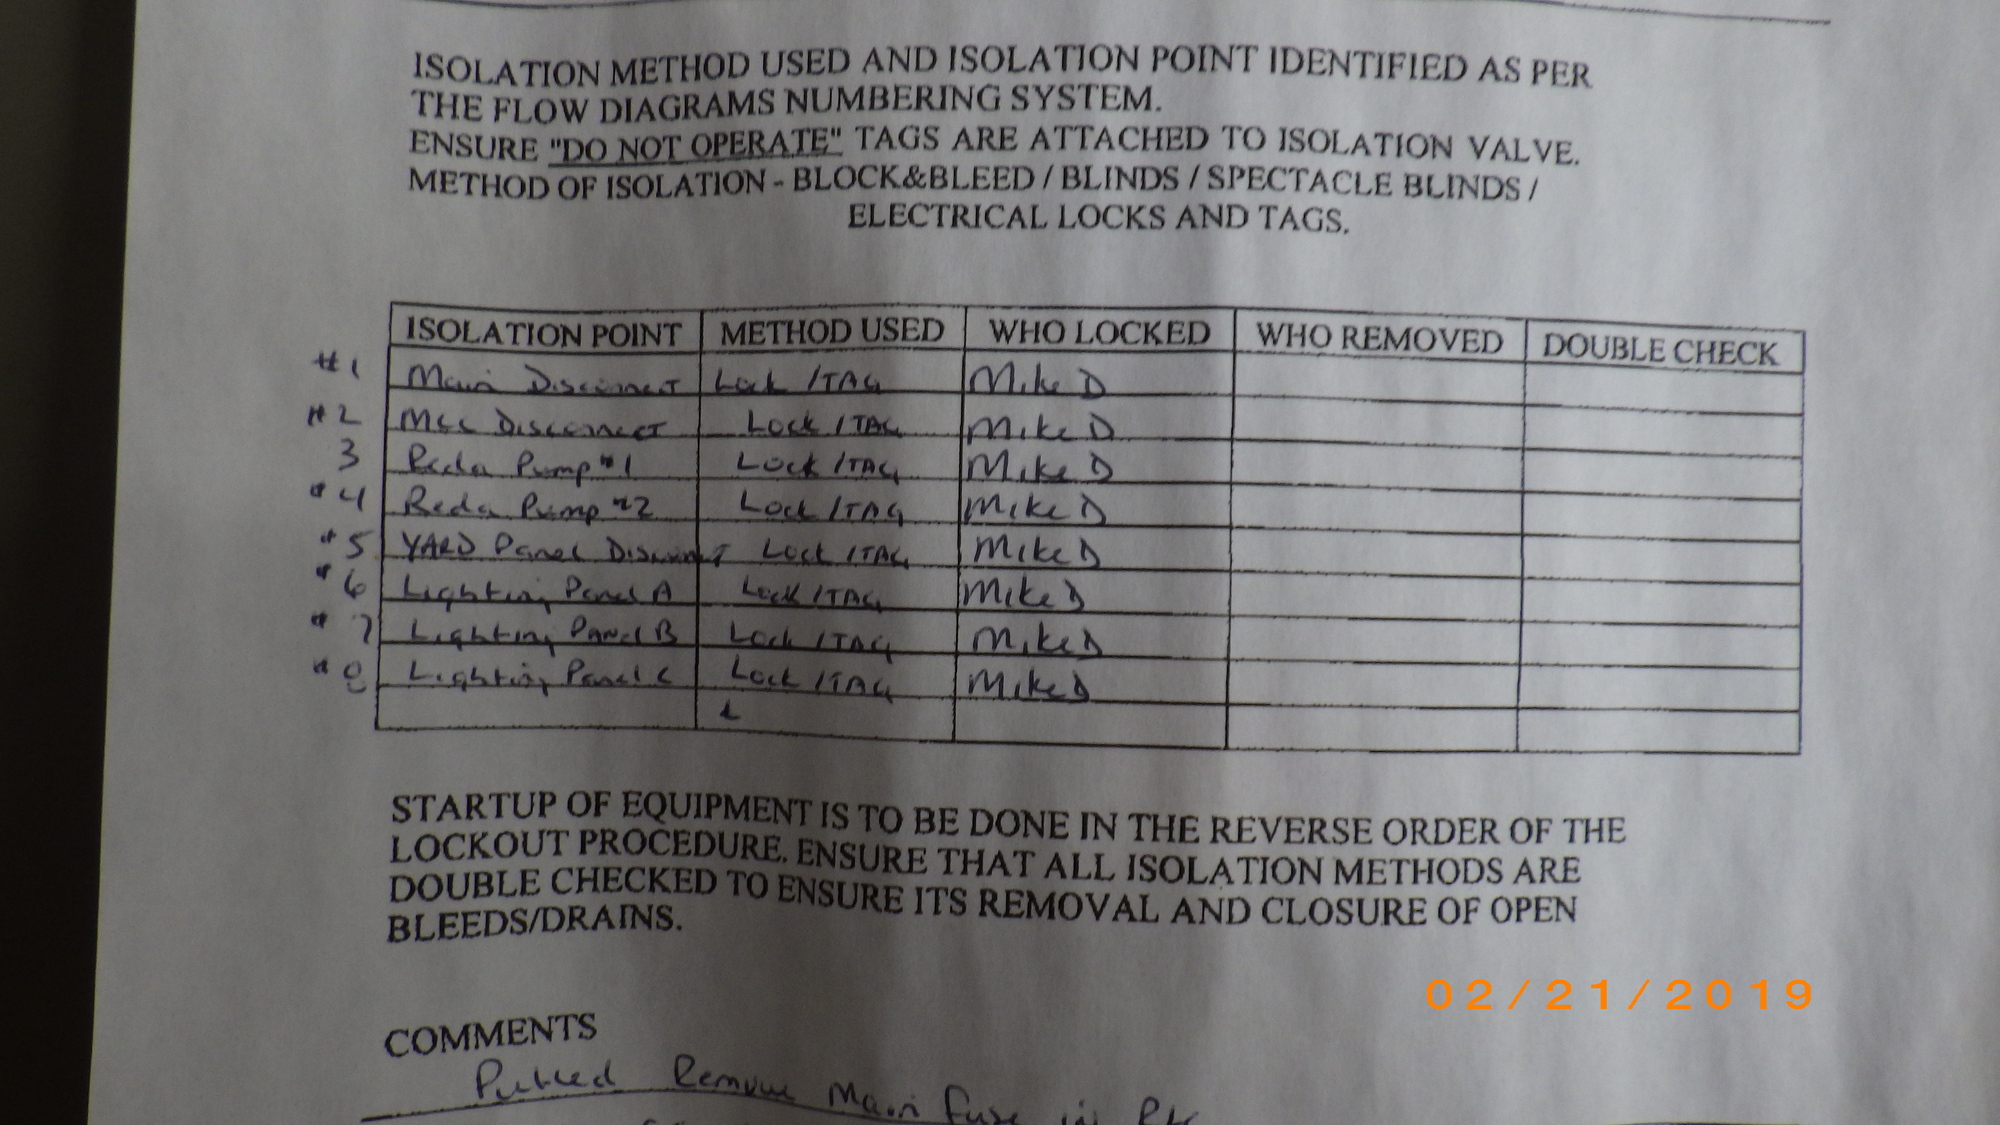 ISOLATION METHOD USED AND ISOLATION POINT IDENTIFIED AS PER
THE FLOW DIAGRAMS NUMBERING SYSTEM.
ENSURE "DO NOT OPERATE" TAGS ARE ATTACHED TO ISOLATION VALVE.
METHOD OF ISOLATION - BLOCK&BLEED / BLINDS / SPECTACLE BLINDS /
ELECTRICAL LOCKS AND TAGS.
ISOLATION POINT METHOD USED WHO LOCKED WHO REMOVED DOUBLE CHECK
#1 Main Disconnect Lock /TAG Mike D
#2 MCC Disconnect Lock /TAG Mike D
3 Reda Pump #1 Lock /TAG Mike D
#4 Reda Pump #2 Lock /TAG Mike D
#5 YARD Panel Disconnect Lock /TAG Mike D
#6 Lighting Panel A Lock /TAG Mike D
#7 Lighting Panel B Lock /TAG Mike D
#8 Lighting Panel C Lock /TAG Mike D
STARTUP OF EQUIPMENT IS TO BE DONE IN THE REVERSE ORDER OF THE
LOCKOUT PROCEDURE. ENSURE THAT ALL ISOLATION METHODS ARE
DOUBLE CHECKED TO ENSURE ITS REMOVAL AND CLOSURE OF OPEN
BLEEDS/DRAINS.
02/21/2019
COMMENTS
Pulled Remove Main Fuse in